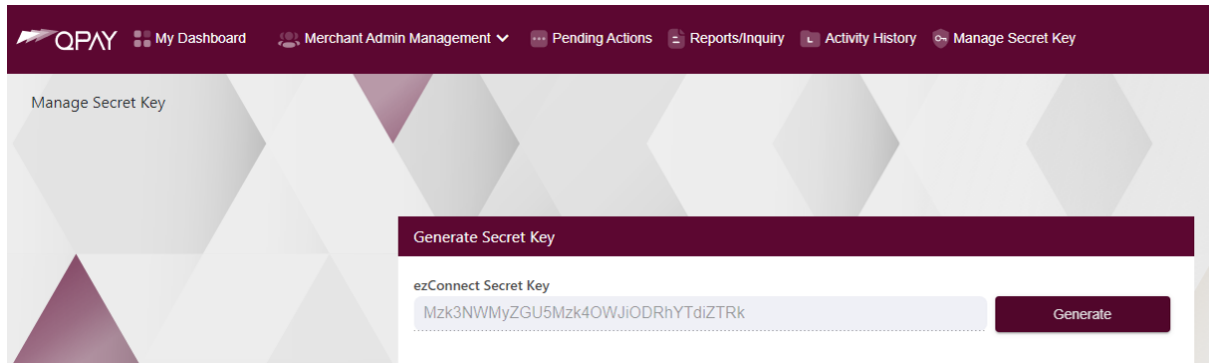 QPAY My Dashboard Merchant Admin Management Pending Actions Reports/Inquiry Activity History Manage Secret Key
Manage Secret Key
Generate Secret Key
ezConnect Secret Key
Mzk3NWMyZGU5Mzk4OWJiODRhYTdiZTRk Generate